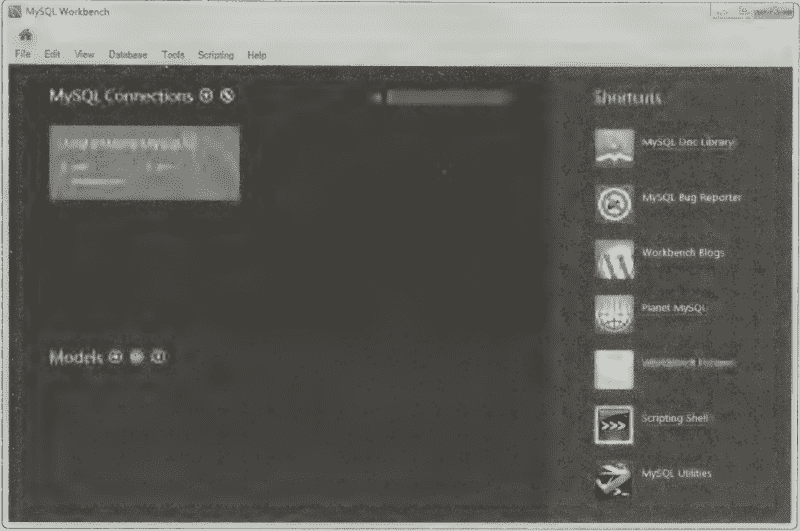 MySQL Workbench
File Edit View Database Tools Scripting Help
MySQL Connections
Shortcuts
MySQL Doc Library
MySQL Bug Reporter
Workbench Blogs
Planet MySQL
Models
Scripting Shell
MySQL Utilities